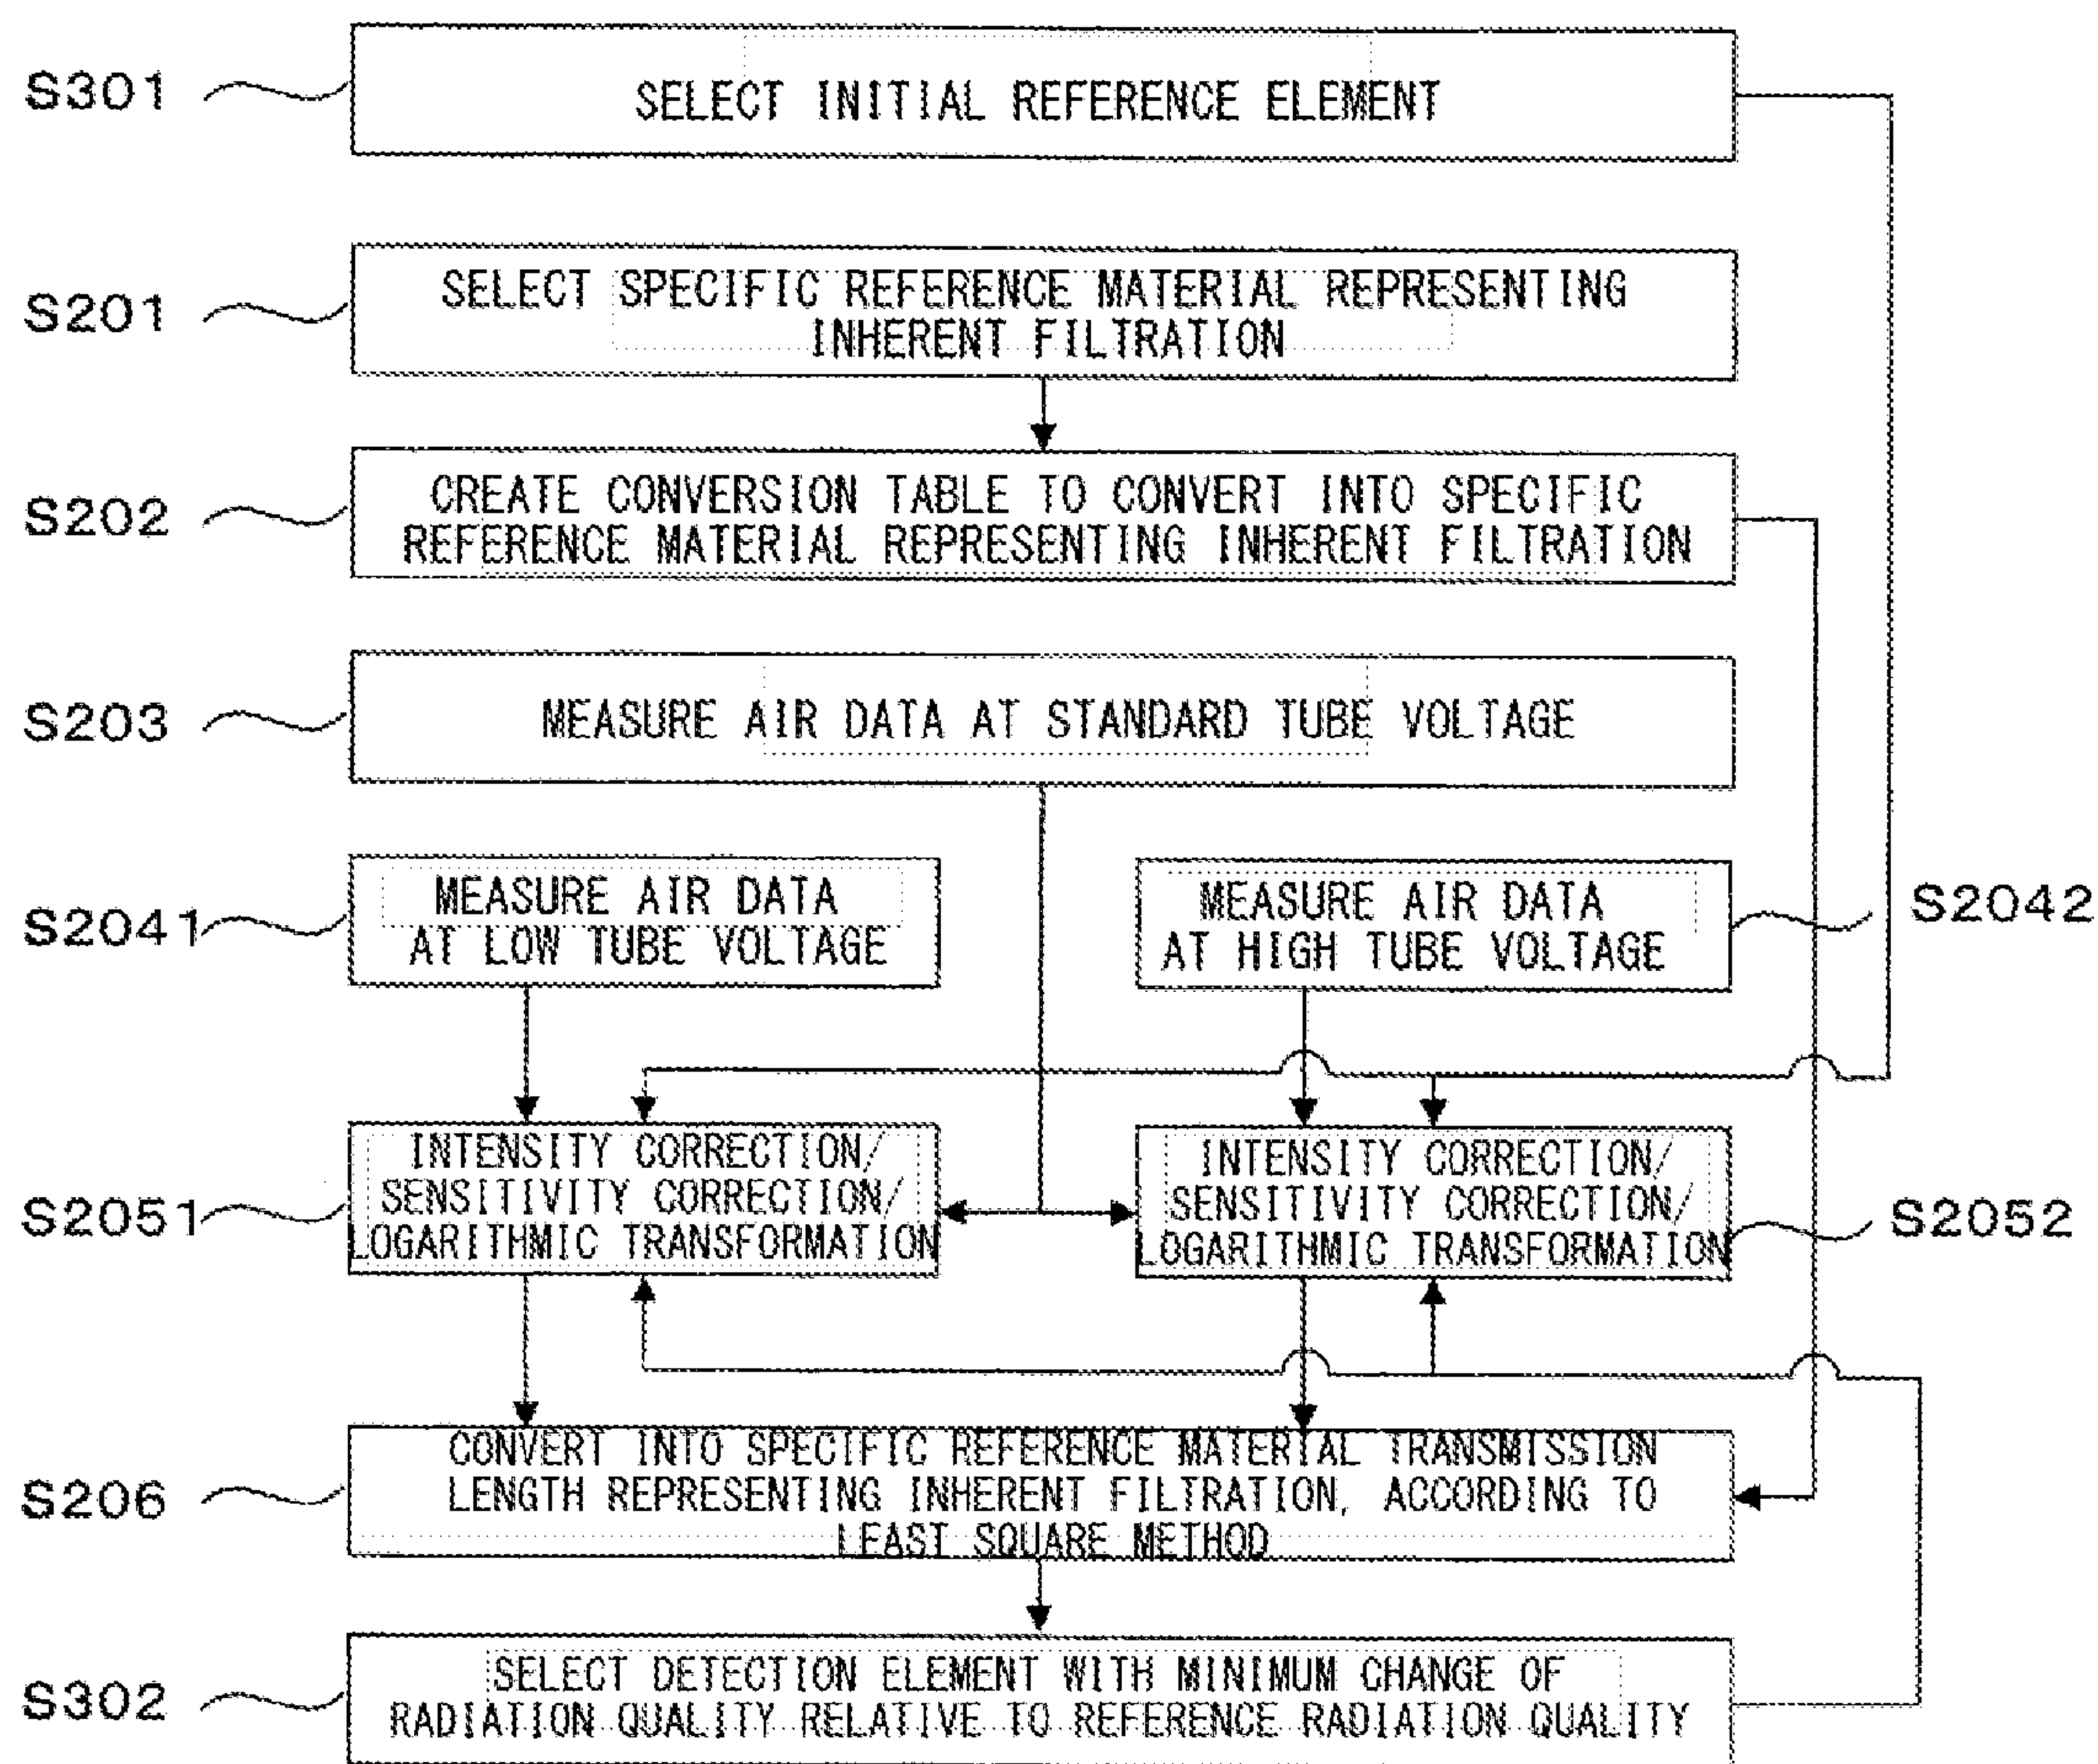 S301
SELECT INITIAL REFERENCE ELEMENT
S201
SELECT SPECIFIC REFERENCE MATERIAL REPRESENTING
INHERENT FILTRATION
S202
CREATE CONVERSION TABLE TO CONVERT INTO SPECIFIC
REFERENCE MATERIAL REPRESENTING INHERENT FILTRATION
S203
MEASURE AIR DATA AT STANDARD TUBE VOLTAGE
S2041
MEASURE AIR DATA
AT LOW TUBE VOLTAGE
MEASURE AIR DATA
AT HIGH TUBE VOLTAGE
S2042
S2051
INTENSITY CORRECTION/
SENSITIVITY CORRECTION/
LOGARITHMIC TRANSFORMATION
INTENSITY CORRECTION/
SENSITIVITY CORRECTION/
LOGARITHMIC TRANSFORMATION
S2052
S206
CONVERT INTO SPECIFIC REFERENCE MATERIAL TRANSMISSION
LENGTH REPRESENTING INHERENT FILTRATION, ACCORDING TO
LEAST SQUARE METHOD
S302
SELECT DETECTION ELEMENT WITH MINIMUM CHANGE OF
RADIATION QUALITY RELATIVE TO REFERENCE RADIATION QUALITY